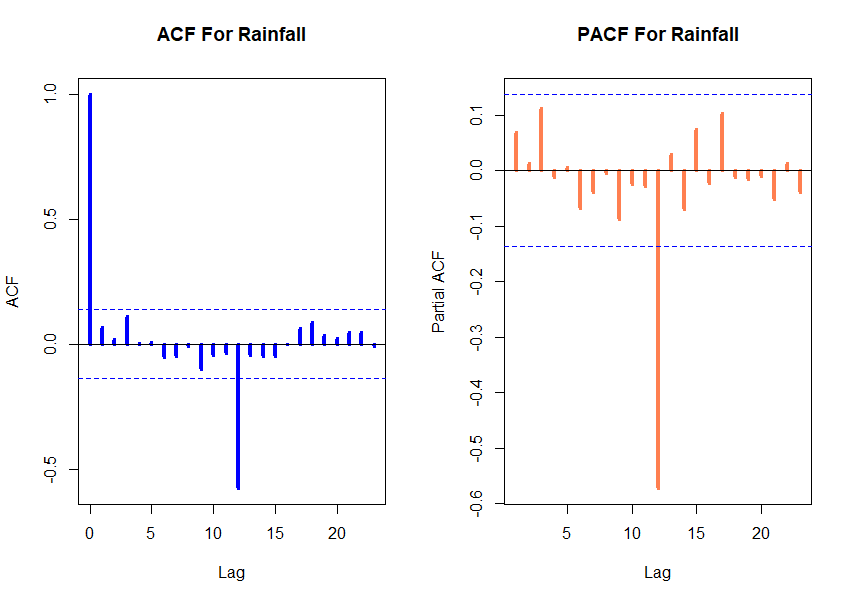 ACF For Rainfall
ACF
1.0
0.5
0.0
-0.5
0 5 10 15 20
Lag
PACF For Rainfall
Partial ACF
0.1
0.0
-0.1
-0.2
-0.3
-0.4
-0.5
-0.6
5 10 15 20
Lag